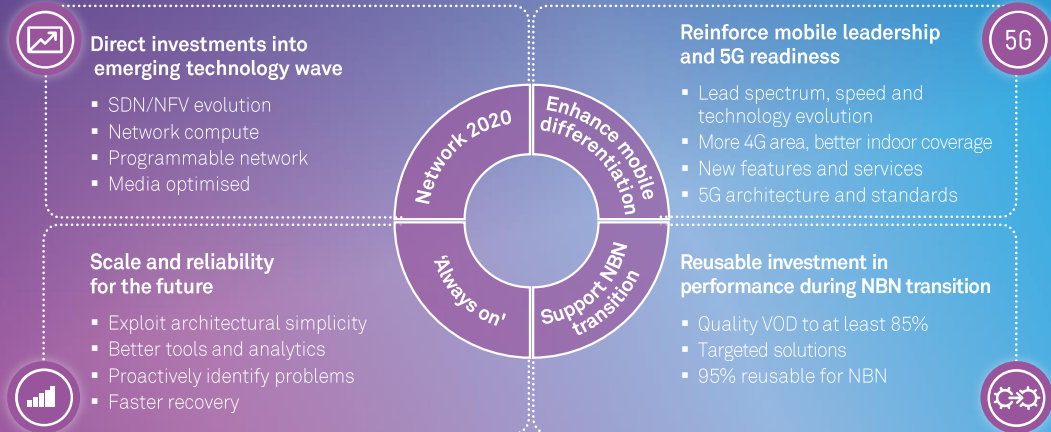 Direct investments into
emerging technology wave
▪ SDN/NFV evolution
▪ Network compute
▪ Programmable network
▪ Media optimised
Reinforce mobile leadership
and 5G readiness
▪ Lead spectrum, speed and
technology evolution
▪ More 4G area, better indoor coverage
▪ New features and services
▪ 5G architecture and standards
5G
Network 2020
Enhance mobile
differentiation
'Always on'
Support NBN
transition
Scale and reliability
for the future
▪ Exploit architectural simplicity
▪ Better tools and analytics
▪ Proactively identify problems
▪ Faster recovery
Reusable investment in
performance during NBN transition
▪ Quality VOD to at least 85%
▪ Targeted solutions
▪ 95% reusable for NBN